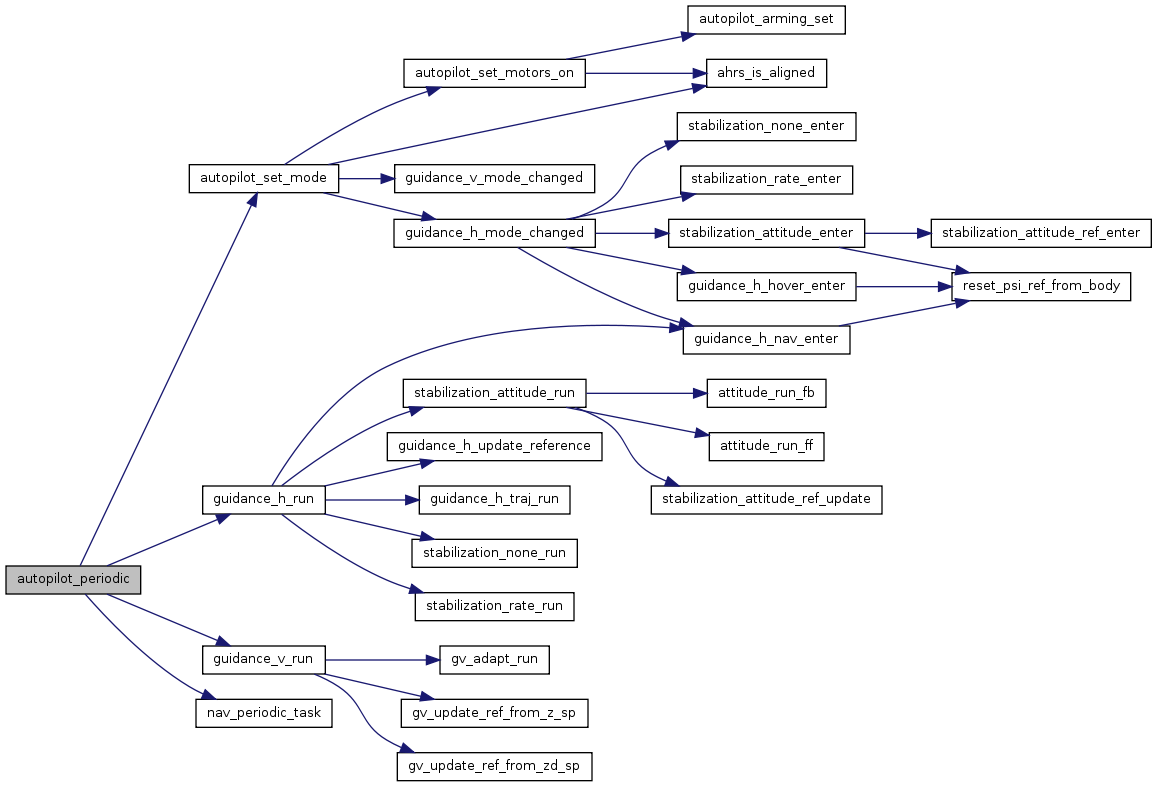 autopilot_arming_set
autopilot_set_motors_on
ahrs_is_aligned
stabilization_none_enter
autopilot_set_mode
guidance_v_mode_changed
stabilization_rate_enter
guidance_h_mode_changed
stabilization_attitude_enter
stabilization_attitude_ref_enter
guidance_h_hover_enter
reset_psi_ref_from_body
guidance_h_nav_enter
stabilization_attitude_run
attitude_run_fb
guidance_h_update_reference
attitude_run_ff
guidance_h_run
guidance_h_traj_run
stabilization_attitude_ref_update
stabilization_none_run
autopilot_periodic
stabilization_rate_run
guidance_v_run
gv_adapt_run
nav_periodic_task
gv_update_ref_from_z_sp
gv_update_ref_from_zd_sp